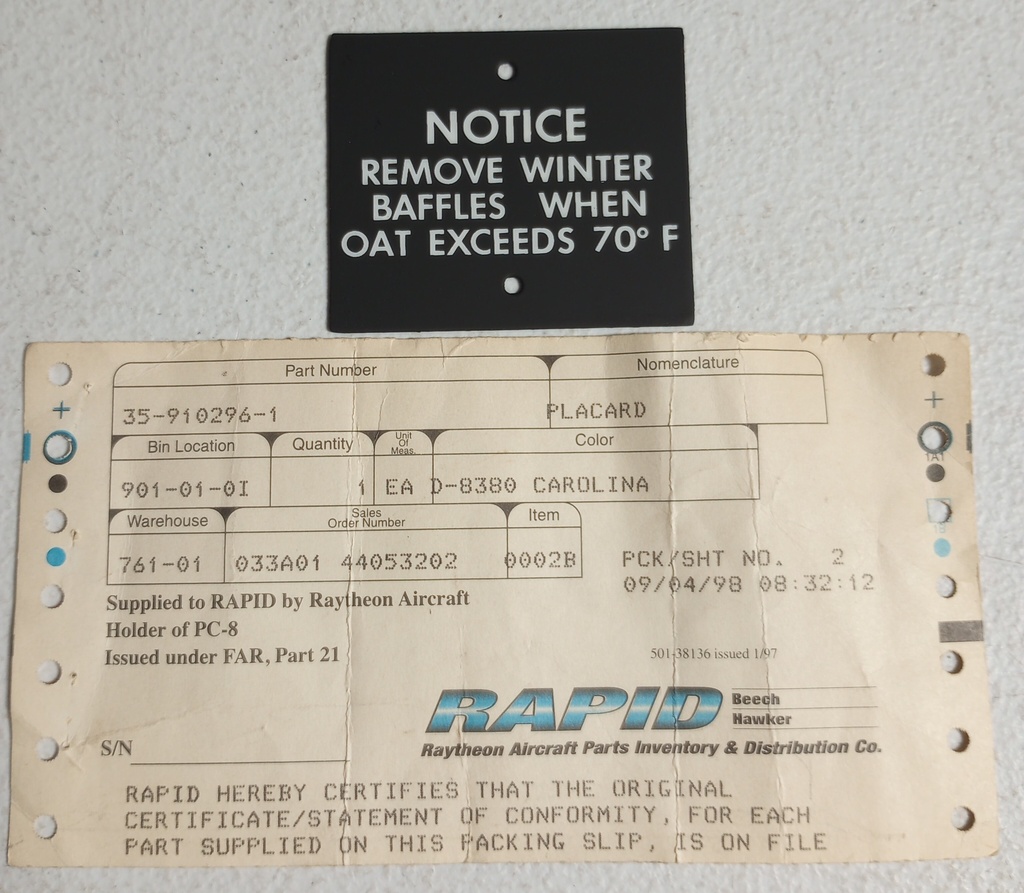 NOTICE
REMOVE WINTER
BAFFLES WHEN
OAT EXCEEDS 70° F
Part Number Nomenclature
35-910296-1 PLACARD
Bin Location Quantity Unit Of Meas. Color
901-01-0I 1 EA D-8380 CAROLINA
Warehouse Sales Order Number Item
761-01 033A01 44053202 0002B
PCK/SHT NO. 2
09/04/98 08:32:12
Supplied to RAPID by Raytheon Aircraft
Holder of PC-8
Issued under FAR, Part 21
501-38136 issued 1/97
RAPID Beech
Hawker
Raytheon Aircraft Parts Inventory & Distribution Co.
S/N
RAPID HEREBY CERTIFIES THAT THE ORIGINAL
CERTIFICATE/STATEMENT OF CONFORMITY, FOR EACH
PART SUPPLIED ON THIS PACKING SLIP, IS ON FILE